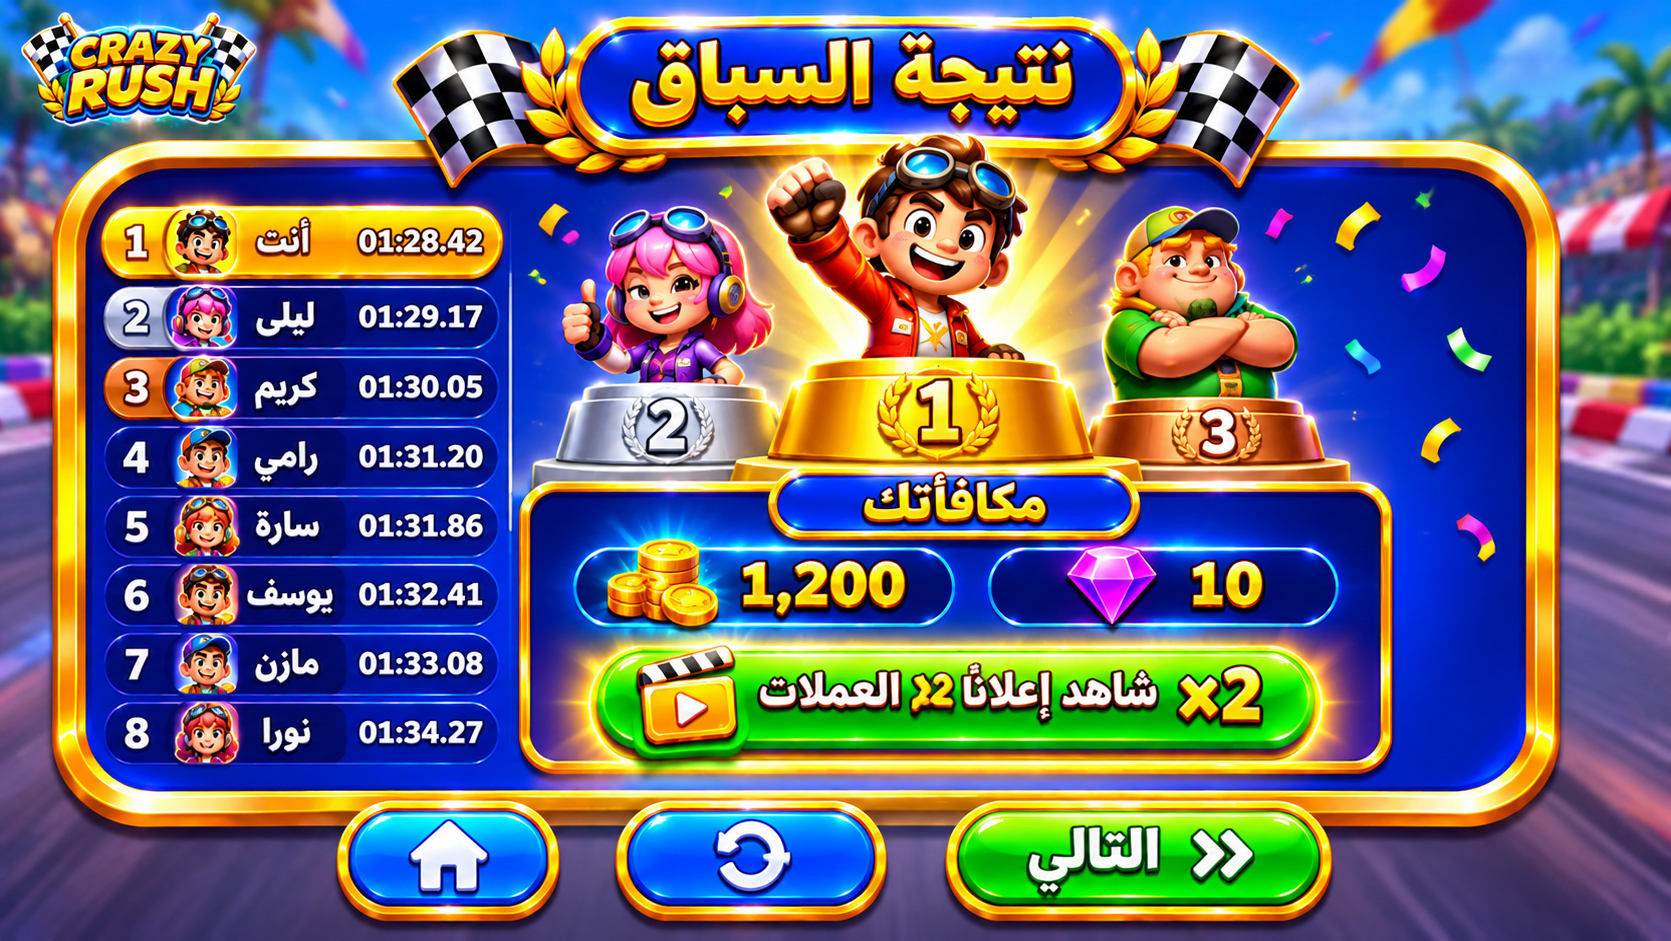 CRAZY
RUSH
نتيجة السباق
1 أنت 01:28.42
2 ليلى 01:29.17
3 كريم 01:30.05
4 رامي 01:31.20
5 سارة 01:31.86
6 يوسف 01:32.41
7 مازن 01:33.08
8 نورا 01:34.27
2
1
3
مكافأتك
1,200
10
شاهد إعلانًا 2x العملات
x2
التالي